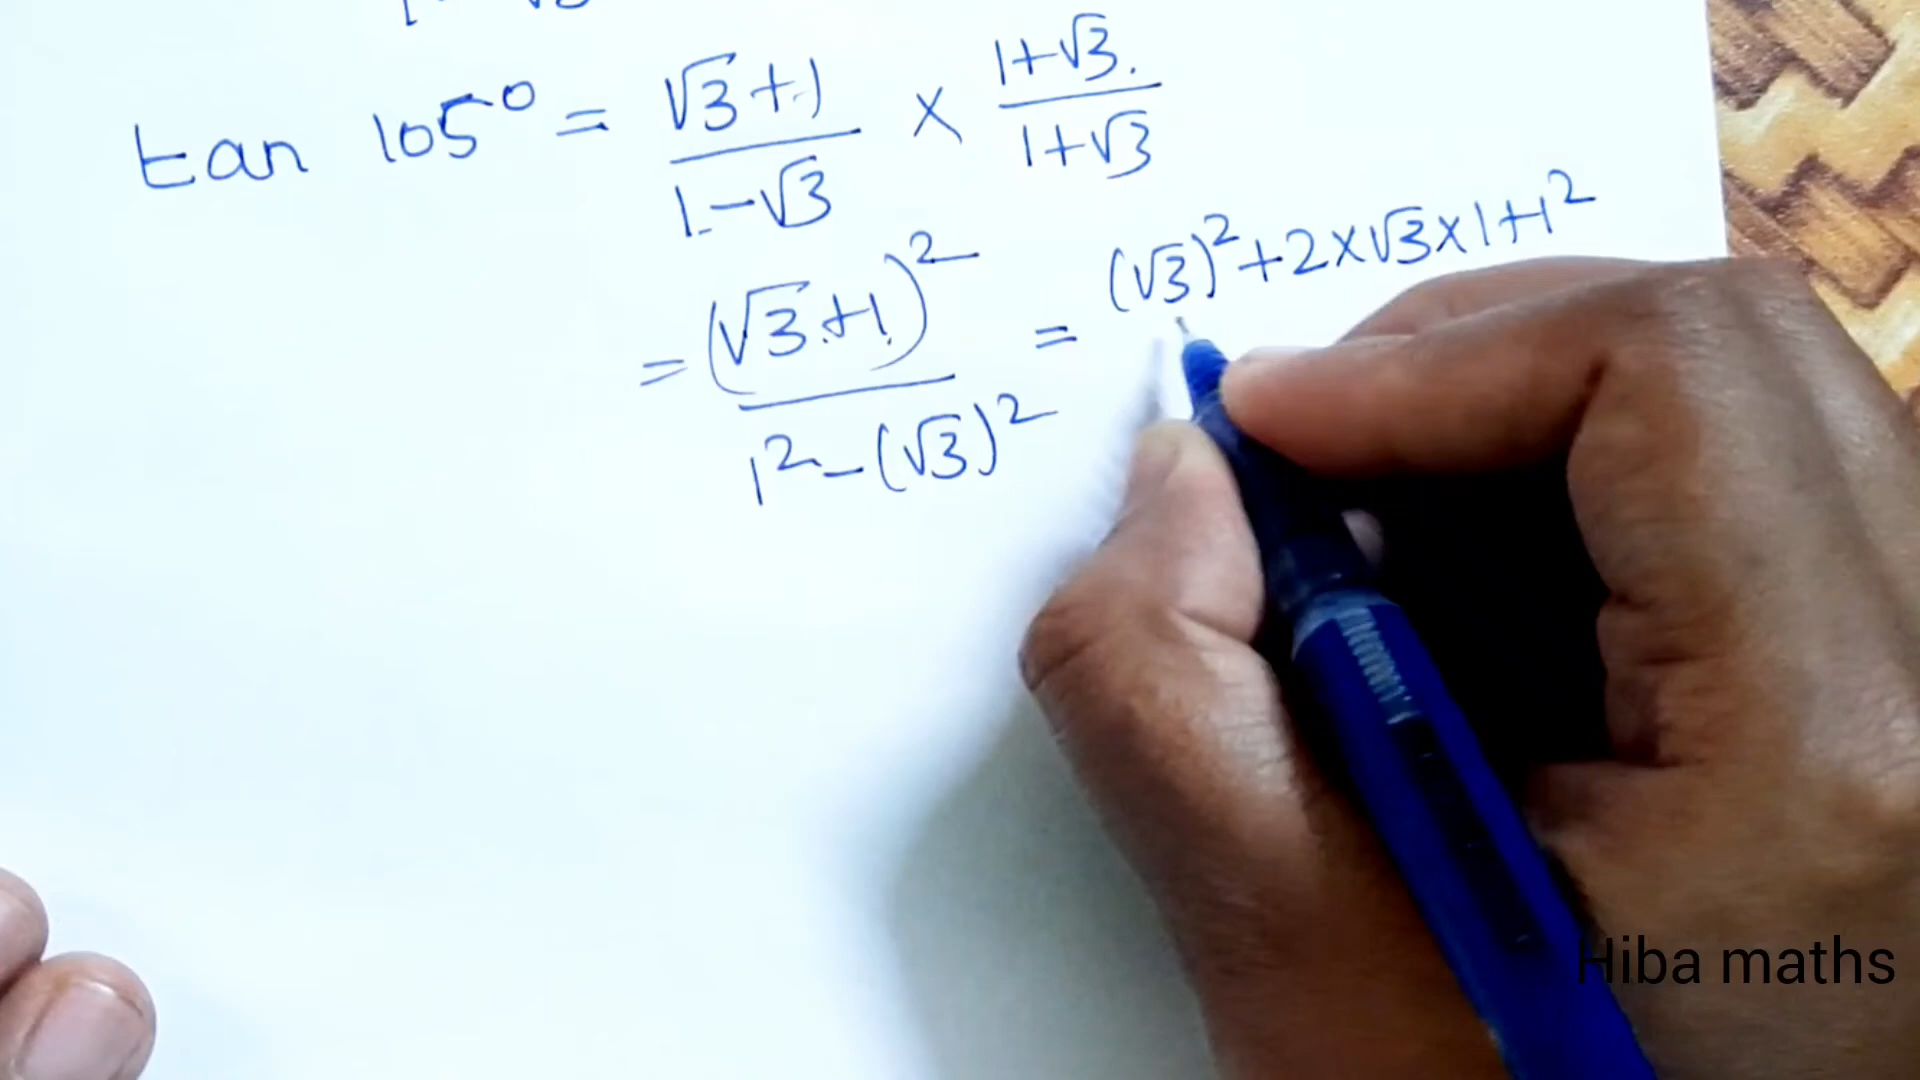 tan 105° = √3+1 / 1-√3 × 1+√3. / 1+√3
= (√3+1)² / 1²-(√3)² = (√3)²+2×√3×1+1²
Hiba maths